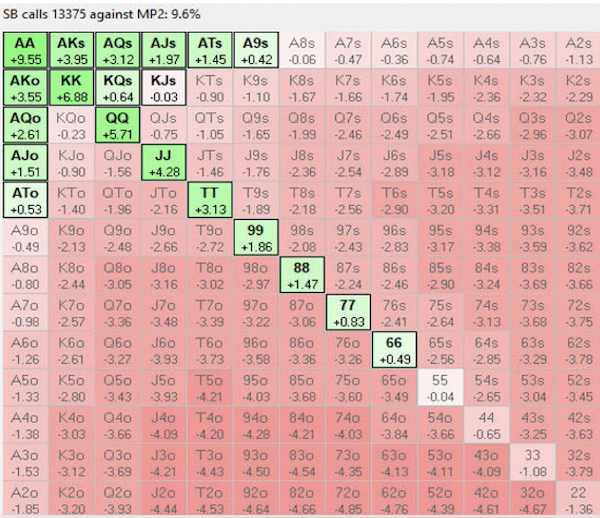 SB calls 13375 against MP2: 9.6%
AA AKs AQs AJs ATs A9s A8s A7s A6s A5s A4s A3s A2s
+9.55 +3.95 +3.12 +1.97 +1.45 +0.42 -0.06 -0.47 -0.36 -0.74 -0.64 -0.76 -1.13
AKo KK KQs KJs KTs K9s K8s K7s K6s K5s K4s K3s K2s
+3.55 +6.88 +0.64 -0.03 -0.90 -1.10 -1.67 -1.66 -1.74 -1.95 -2.36 -2.32 -2.29
AQo KQo QQ QJs QTs Q9s Q8s Q7s Q6s Q5s Q4s Q3s Q2s
+2.61 -0.23 +5.71 -0.75 -1.05 -1.65 -1.99 -2.46 -2.49 -2.51 -2.66 -2.96 -3.07
AJo KJo QJo JJ JTs J9s J8s J7s J6s J5s J4s J3s J2s
+1.51 -0.90 -1.56 +4.28 -1.46 -1.76 -2.36 -2.54 -2.89 -3.18 -3.12 -3.16 -3.48
ATo KTo QTo JTo TT T9s T8s T7s T6s T5s T4s T3s T2s
+0.53 -1.40 -1.96 -2.16 +3.13 -1.89 -2.18 -2.56 -2.90 -3.20 -3.31 -3.51 -3.71
A9o K9o Q9o J9o T9o 99 98s 97s 96s 95s 94s 93s 92s
-0.49 -2.13 -2.48 -2.66 -2.72 +1.86 -2.08 -2.43 -2.83 -3.17 -3.38 -3.59 -3.62
A8o K8o Q8o J8o T8o 98o 88 87s 86s 85s 84s 83s 82s
-0.80 -2.44 -3.05 -3.16 -3.02 -2.97 +1.47 -2.24 -2.46 -2.90 -3.24 -3.69 -3.66
A7o K7o Q7o J7o T7o 97o 87o 77 76s 75s 74s 73s 72s
-0.98 -2.57 -3.36 -3.48 -3.39 -3.22 -3.06 +0.83 -2.41 -2.64 -3.13 -3.68 -3.75
A6o K6o Q6o J6o T6o 96o 86o 76o 66 65s 64s 63s 62s
-1.26 -2.61 -3.27 -3.93 -3.73 -3.58 -3.36 -3.26 +0.49 -2.56 -2.85 -3.29 -3.78
A5o K5o Q5o J5o T5o 95o 85o 75o 65o 55 54s 53s 52s
-1.33 -2.80 -3.43 -3.93 -4.21 -4.03 -3.68 -3.60 -3.49 -0.04 -2.65 -3.04 -3.45
A4o K4o Q4o J4o T4o 94o 84o 74o 64o 54o 44 43s 42s
-1.38 -3.03 -3.66 -4.09 -4.20 -4.28 -4.21 -4.03 -3.84 -3.66 -0.65 -3.25 -3.63
A3o K3o Q3o J3o T3o 93o 83o 73o 63o 53o 43o 33 32s
-1.53 -3.12 -3.69 -4.21 -4.43 -4.50 -4.54 -4.35 -4.13 -4.11 -4.09 -1.08 -3.79
A2o K2o Q2o J2o T2o 92o 82o 72o 62o 52o 42o 32o 22
-1.85 -3.20 -3.93 -4.44 -4.53 -4.64 -4.66 -4.85 -4.76 -4.39 -4.61 -4.67 -1.36